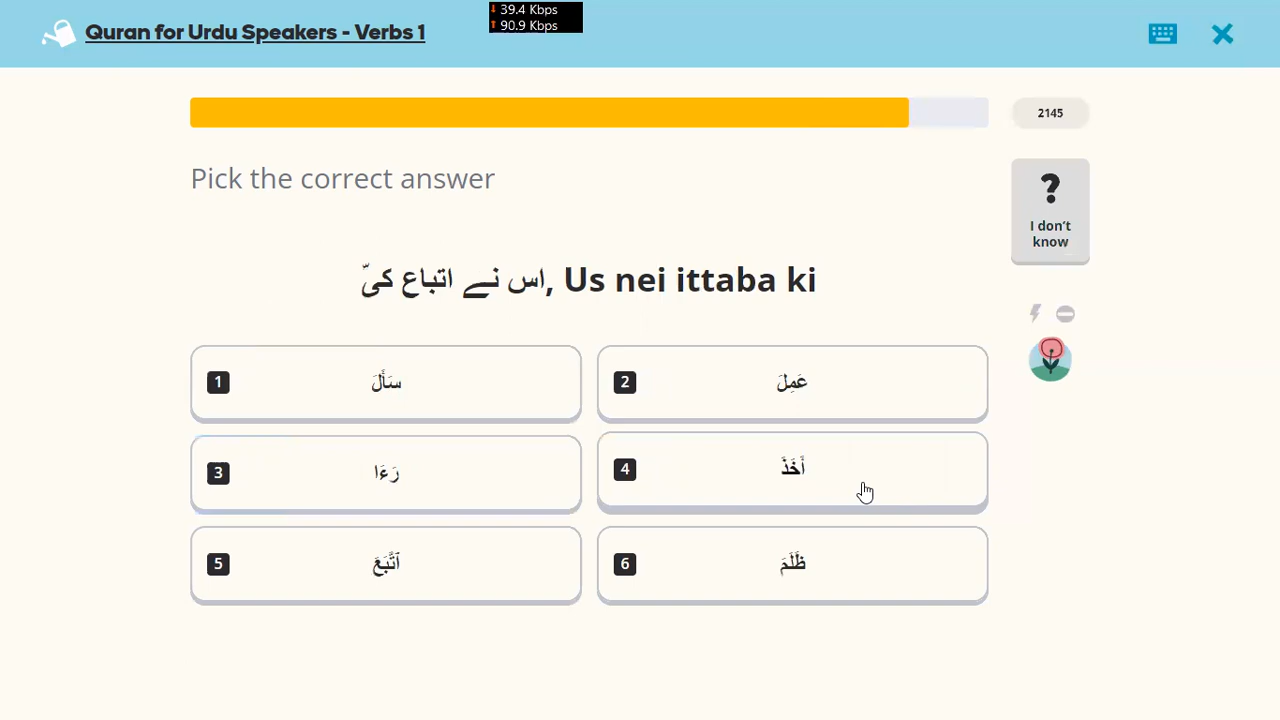 ↓ 39.4 Kbps
↑ 90.9 Kbps
Quran for Urdu Speakers - Verbs 1
2145
Pick the correct answer
?
I don't know
اس نے اتباع کیّ, Us nei ittaba ki
1 سَأَلَ
2 عَمِلَ
3 رَءَا
4 أَخَذَ
5 ٱتَّبَعَ
6 ظَلَمَ